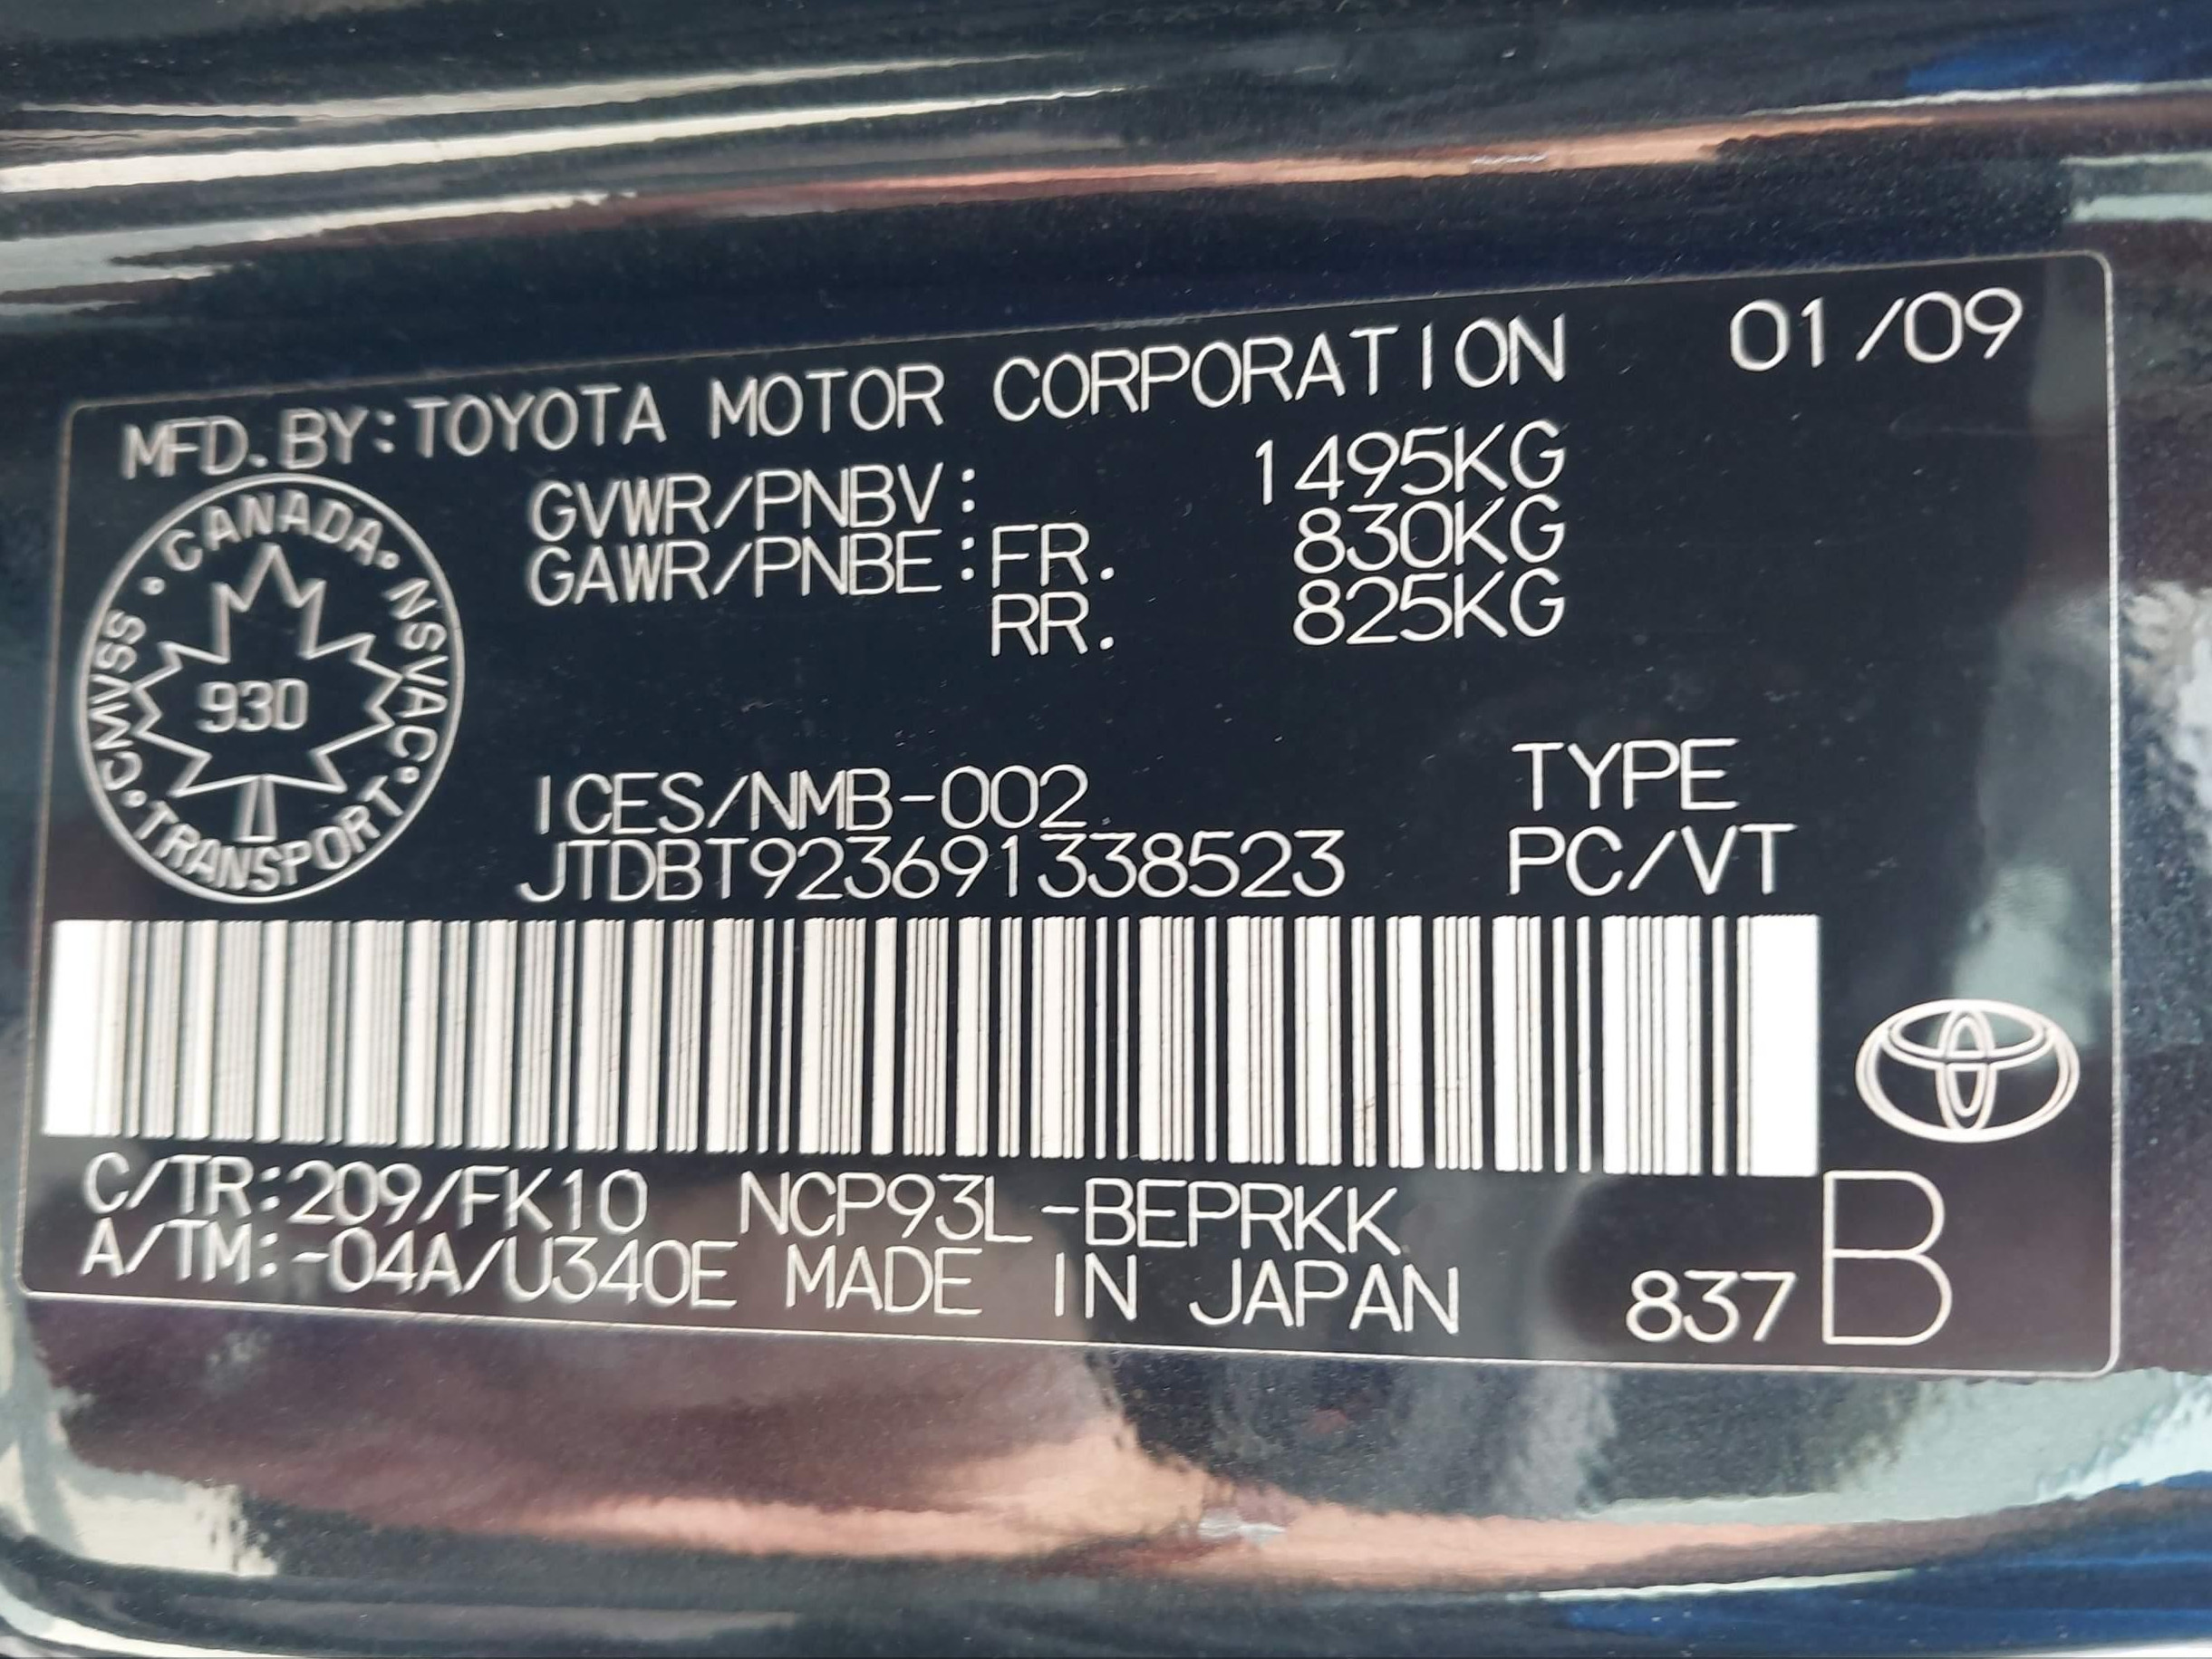 MFD.BY:TOYOTA MOTOR CORPORATION 01/09
GVWR/PNBV: 1495KG
GAWR/PNBE:FR. 830KG
RR. 825KG
CANADA · NSVAC · TRANSPORT · CMVSS ·
930
ICES/NMB-002 TYPE
JTDBT923691338523 PC/VT
C/TR:209/FK10 NCP93L-BEPRKK
A/TM:-04A/U340E MADE IN JAPAN 837 B